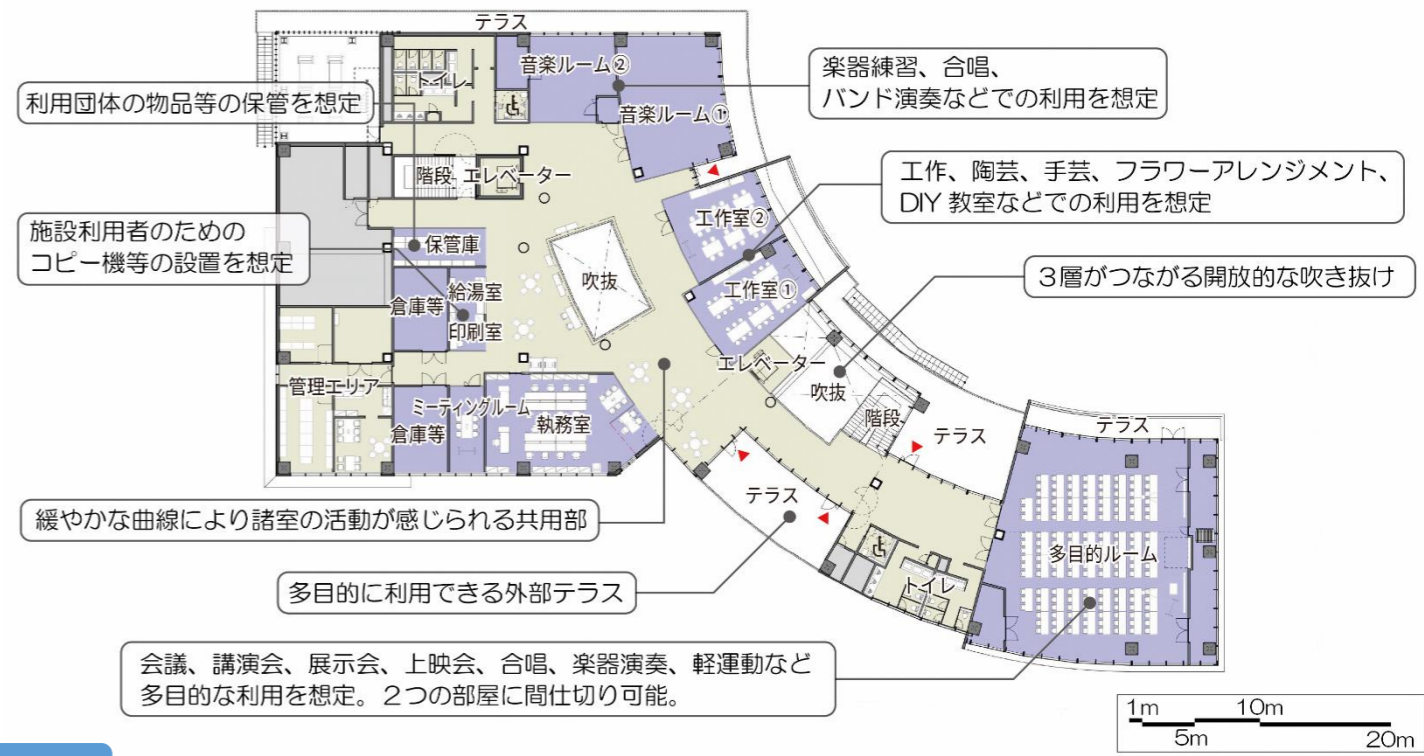 テラス
トイレ
音楽ルーム②
音楽ルーム①
楽器練習、合唱、
バンド演奏などでの利用を想定
利用団体の物品等の保管を想定
階段
エレベーター
工作、陶芸、手芸、フラワーアレンジメント、
DIY 教室などでの利用を想定
工作室②
施設利用者のための
コピー機等の設置を想定
保管庫
吹抜
工作室①
3層がつながる開放的な吹き抜け
倉庫等
給湯室
印刷室
エレベーター
管理エリア
ミーティングルーム
倉庫等
執務室
吹抜
階段
テラス
テラス
テラス
緩やかな曲線により諸室の活動が感じられる共用部
多目的ルーム
多目的に利用できる外部テラス
トイレ
会議、講演会、展示会、上映会、合唱、楽器演奏、軽運動など
多目的な利用を想定。2つの部屋に間仕切り可能。
1m
10m
5m
20m